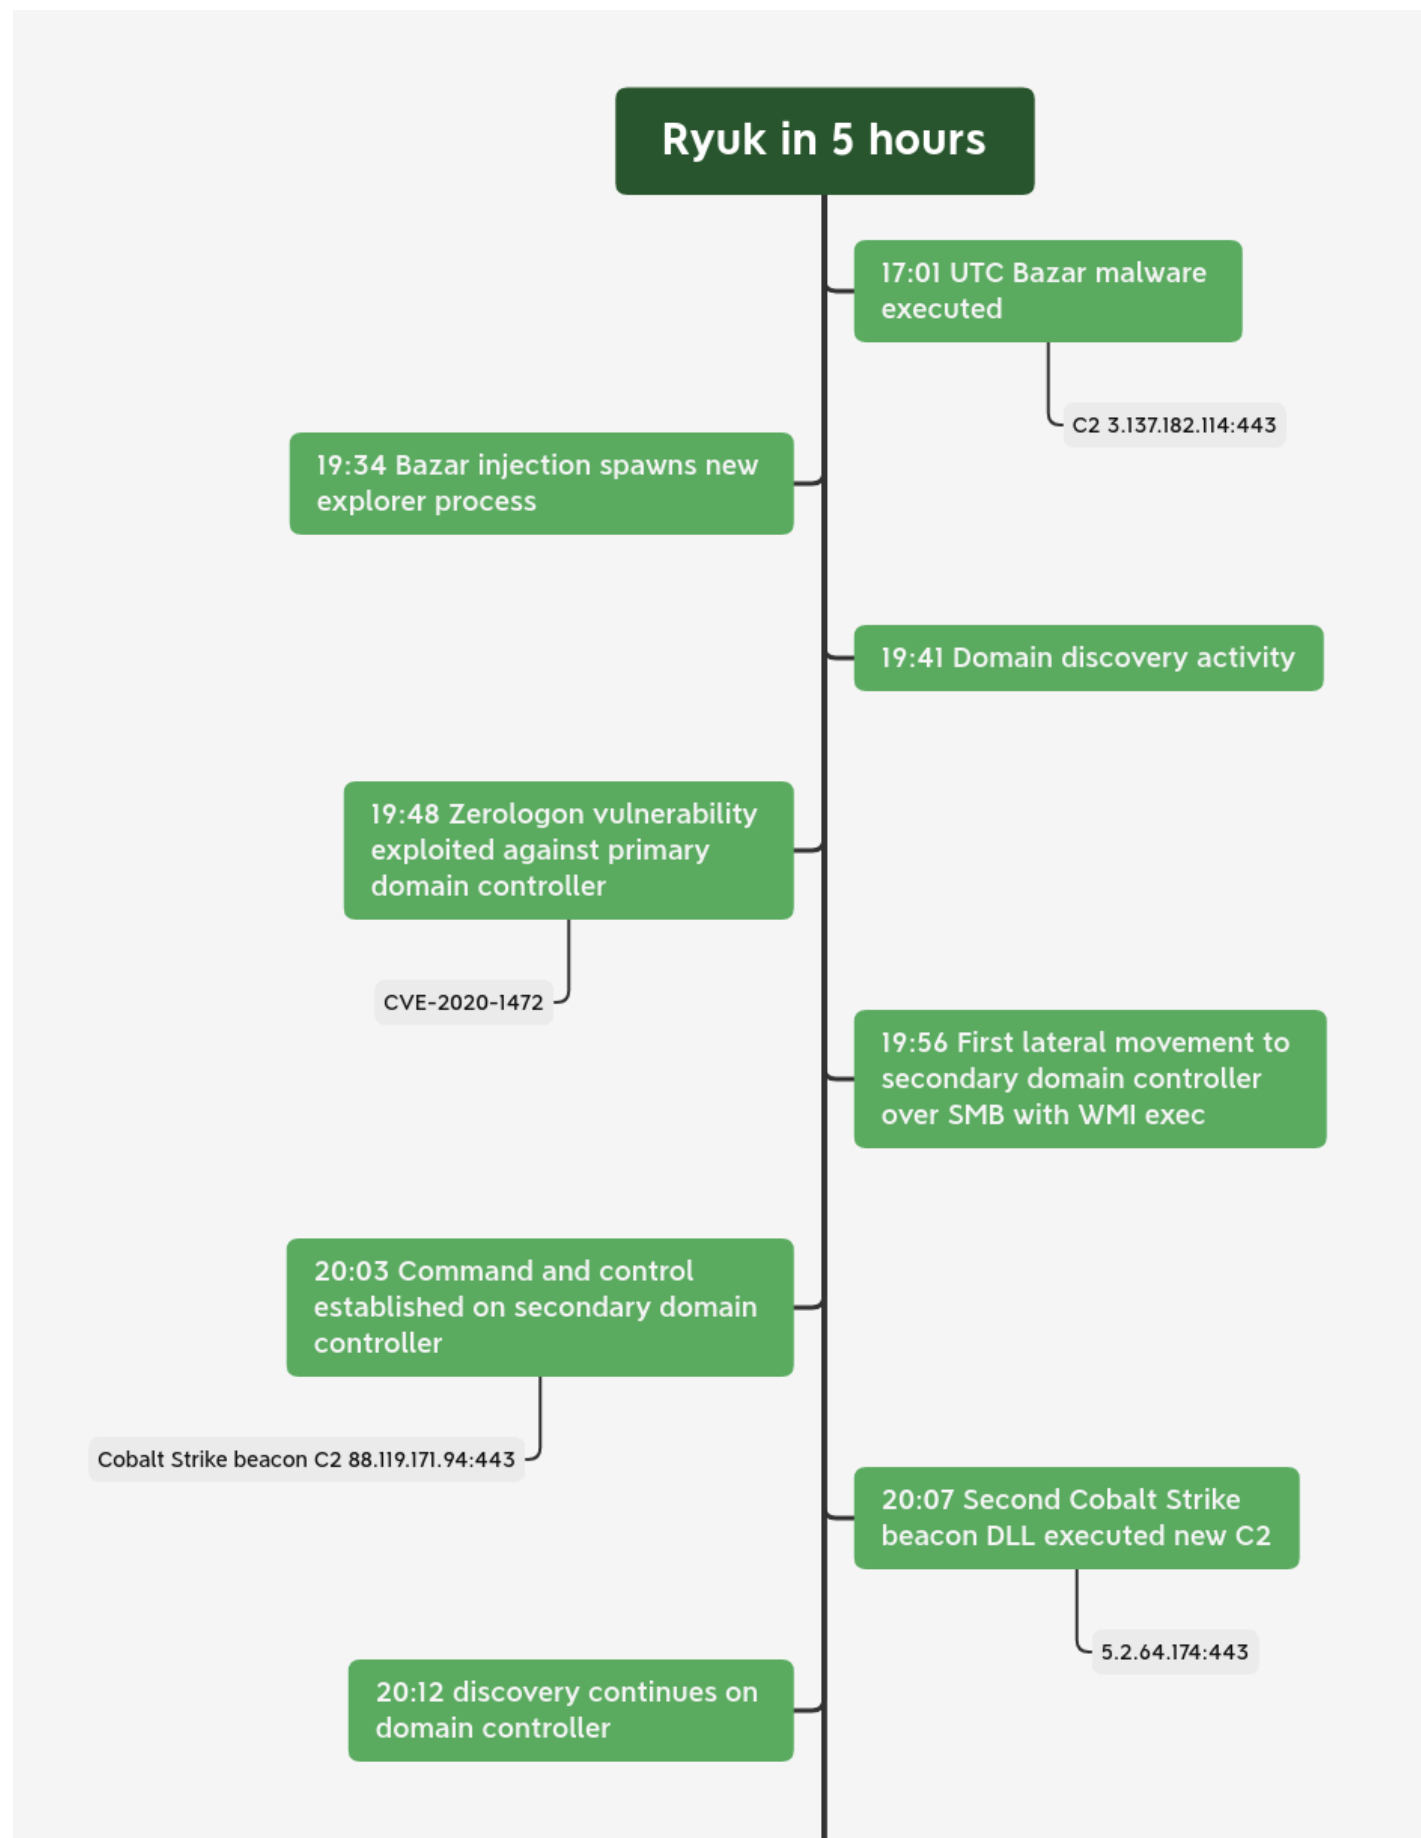 Ryuk in 5 hours
17:01 UTC Bazar malware
executed
C2 3.137.182.114:443
19:34 Bazar injection spawns new
explorer process
19:41 Domain discovery activity
19:48 Zerologon vulnerability
exploited against primary
domain controller
CVE-2020-1472
19:56 First lateral movement to
secondary domain controller
over SMB with WMI exec
20:03 Command and control
established on secondary domain
controller
Cobalt Strike beacon C2 88.119.171.94:443
20:07 Second Cobalt Strike
beacon DLL executed new C2
5.2.64.174:443
20:12 discovery continues on
domain controller